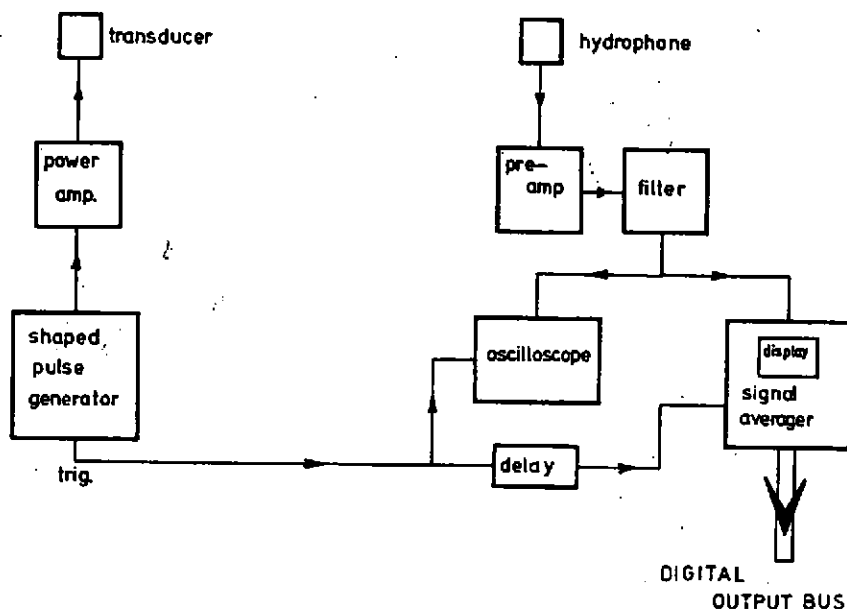 transducer
hydrophone
power
amp.
pre-
amp
filter
shaped
pulse
generator
oscilloscope
display
signal
averager
trig.
delay
DIGITAL
OUTPUT BUS